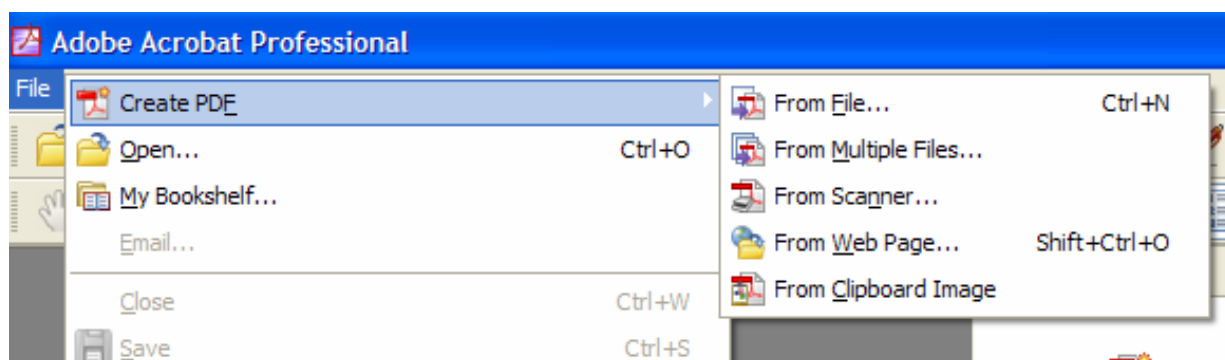 Adobe Acrobat Professional
File
Create PDF
Open... Ctrl+O
My Bookshelf...
Email...
Close Ctrl+W
Save Ctrl+S
From File... Ctrl+N
From Multiple Files...
From Scanner...
From Web Page... Shift+Ctrl+O
From Clipboard Image